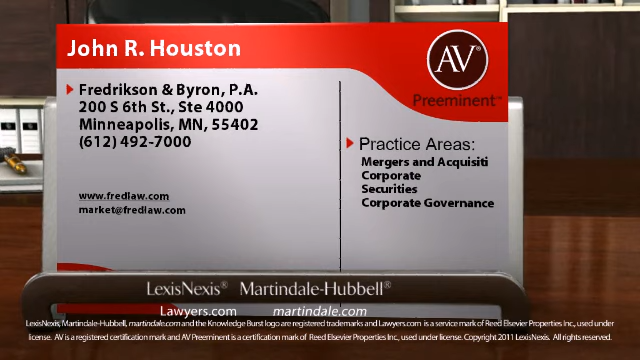 John R. Houston
AV®
Preeminent™
Fredrikson & Byron, P.A.
200 S 6th St., Ste 4000
Minneapolis, MN, 55402
(612) 492-7000
www.fredlaw.com
market@fredlaw.com
Practice Areas:
Mergers and Acquisiti
Corporate
Securities
Corporate Governance
LexisNexis® Martindale-Hubbell®
Lawyers.com martindale.com
LexisNexis, Martindale-Hubbell, martindale.com and the Knowledge Burst logo are registered trademarks and Lawyers.com is a service mark of Reed Elsevier Properties Inc., used under
license. AV is a registered certification mark and AV Preeminent is a certification mark of Reed Elsevier Properties Inc., used under license. Copyright 2011 LexisNexis. All rights reserved.